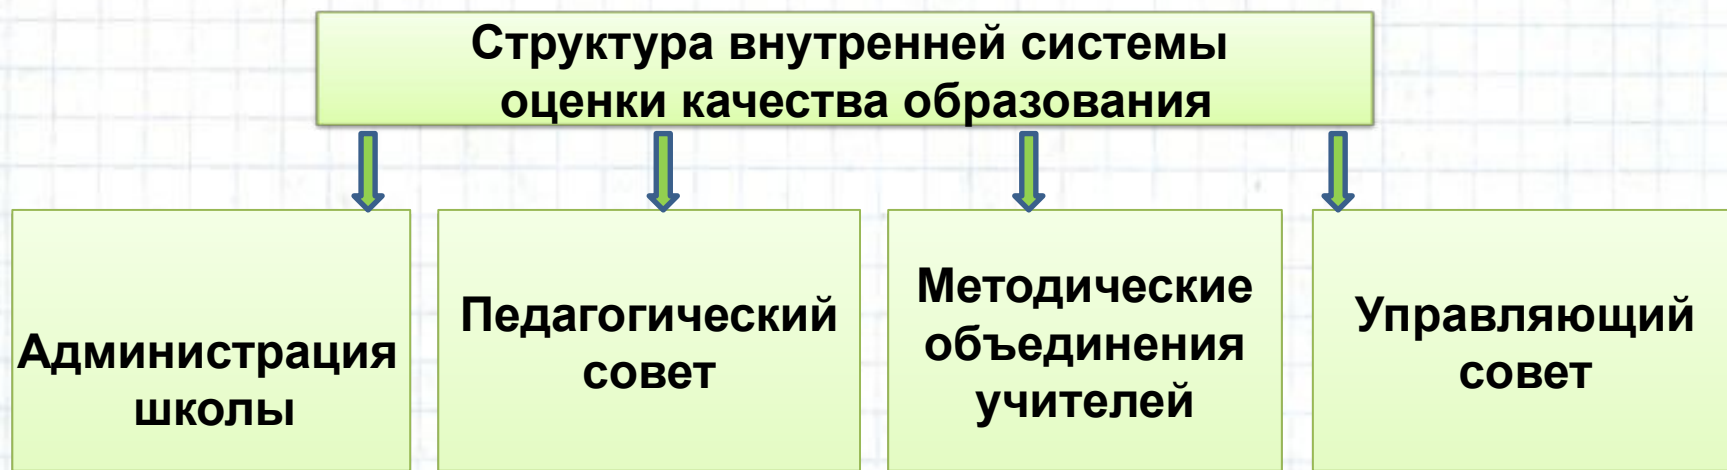 Структура внутренней системы
оценки качества образования
Администрация
школы
Педагогический
совет
Методические
объединения
учителей
Управляющий
совет